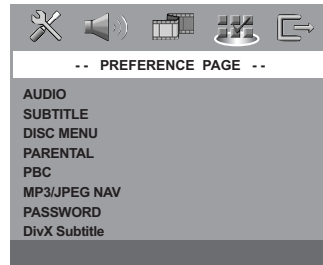 -- PREFERENCE PAGE --
AUDIO
SUBTITLE
DISC MENU
PARENTAL
PBC
MP3/JPEG NAV
PASSWORD
DivX Subtitle